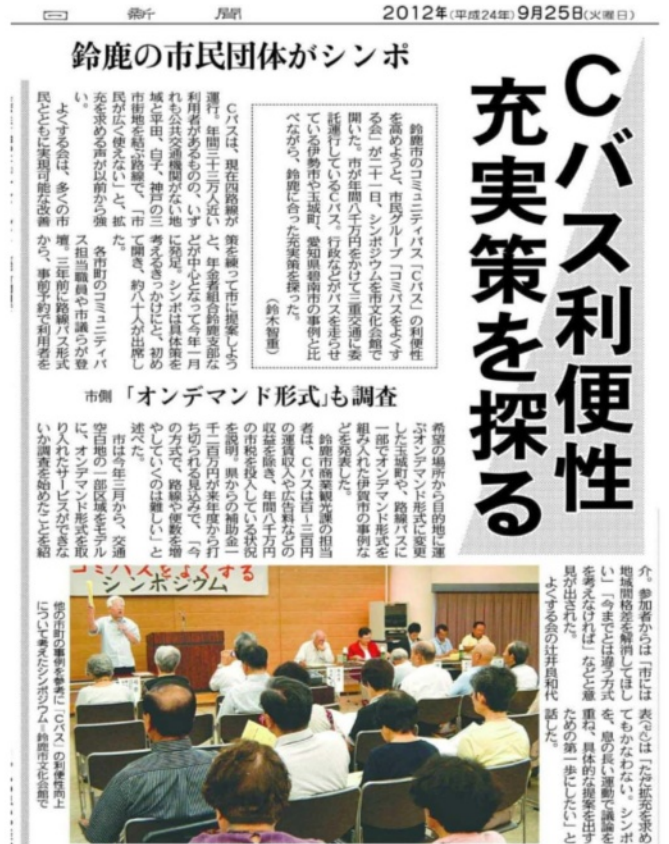 日 新 聞
2012年(平成24年)9月25日(火曜日)
Cバス利便性
充実策を探る
鈴鹿の市民団体がシンポ
鈴鹿市のコミュニティバス「Cバス」の利便性
を高めようと、市民グループ「コミバスをよくす
る会」が二十一日、シンポジウムを市文化会館で
開いた。市が年間八千万円をかけて三重交通に委
託運行しているCバス。行政などがバスを走らせ
ている伊勢市や玉城町、愛知県碧南市の事例と比
べながら、鈴鹿に合った充実策を探った。
（鈴木智重）
Cバスは、現在四路線が
運行。年間三十三万人近い
利用者があるものの、いず
れも公共交通機関がない地
域と平田、白子、神戸の三
市街地を結ぶ路線で、「市
民が広く使えない」と、拡
充を求める声が以前から強
い。
よくする会は、多くの市
民とともに実現可能な改善
策を練って市に提案しよう
と、年金者組合鈴鹿支部な
どが中心となって今年一月
に発足。シンポは具体策を
考えるきっかけにと、初め
て開き、約八十人が出席し
た。
各市町のコミュニティバ
ス担当職員や市議らが登
壇。三年前に路線バス形式
から、事前予約で利用者を
市側「オンデマンド形式」も調査
希望の場所から目的地に運
ぶオンデマンド形式に変更
した玉城町や、路線バスに
一部でオンデマンド形式を
組み入れた伊賀市の事例な
どを発表した。
鈴鹿市商業観光課の担当
者は、Cバスは百～三百円
の運賃収入や広告料などの
収益を除き、年間八千万円
の市税を投入している状況
を説明。県からの補助金一
千二百万円が来年度から打
ち切られる見込みで、「今
の方式で、路線や便数を増
やしていくのは難しい」と
述べた。
市は今年三月から、交通
空白地の一部区域をモデル
に、オンデマンド形式を取
り入れたサービスができな
いか調査を始めたことを紹
介。参加者からは「市には
地域間格差を解消してほし
い」「今までとは違う方式
を考えなければ」などと意
見が出された。
よくする会の辻井良和代
表は「ただ拡充を求め
てもかなわない。シンポ
を、息の長い運動で議論を
重ね、具体的な提案を出す
ための第一歩にしたい」と
話した。
コミバスをよくする
シンポジウム
他の市町の事例を参考に「Cバス」の利便性向上
について考えたシンポジウム＝鈴鹿市文化会館で